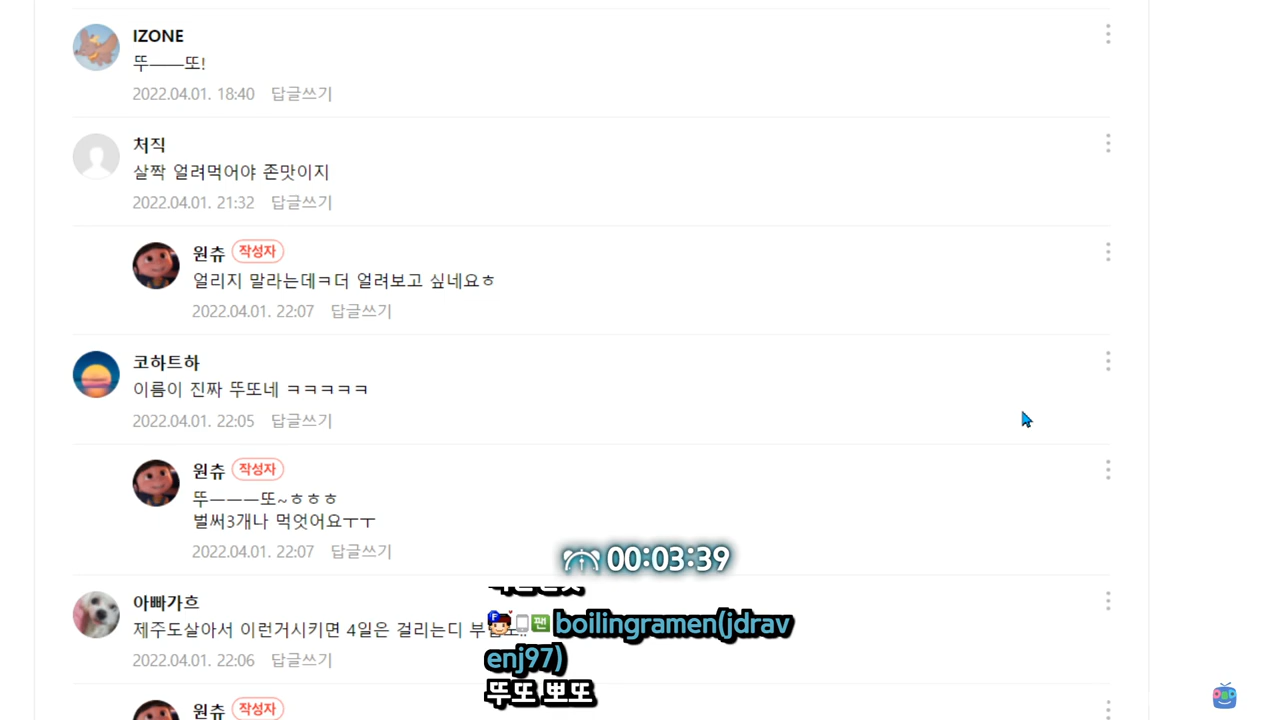 IZONE
뚜——또!
2022.04.01. 18:40 답글쓰기
처직
살짝 얼려먹어야 존맛이지
2022.04.01. 21:32 답글쓰기
원츄 작성자
얼리지 말라는데ㅋ더 얼려보고 싶네요ㅎ
2022.04.01. 22:07 답글쓰기
코하트하
이름이 진짜 뚜또네 ㅋㅋㅋㅋㅋ
2022.04.01. 22:05 답글쓰기
원츄 작성자
뚜ㅡㅡㅡ또~ㅎㅎㅎ
벌써3개나 먹엇어요ㅜㅜ
2022.04.01. 22:07 답글쓰기
00:03:39
아빠가흐
제주도살아서 이런거시키면 4일은 걸리는디
2022.04.01. 22:06 답글쓰기
팬 boilingramen(jdrav
enj97)
뚜또 뽀또
원츄 작성자